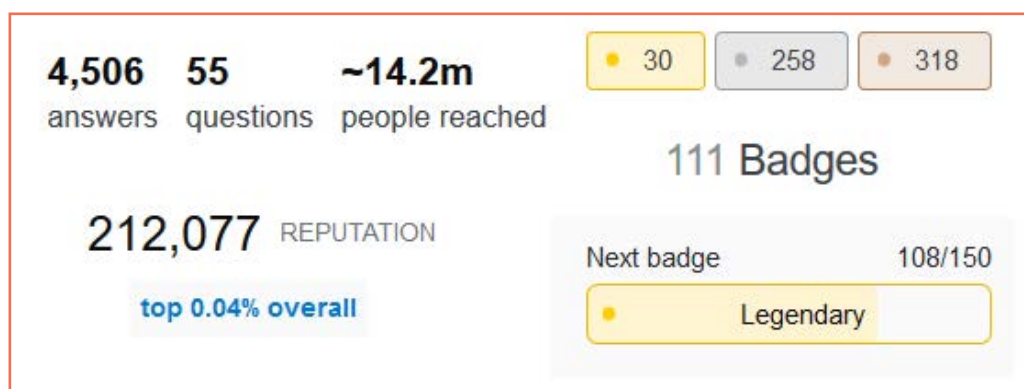 4,506 55 ~14.2m
answers questions people reached
212,077 REPUTATION
top 0.04% overall
30 258 318
111 Badges
Next badge 108/150
Legendary